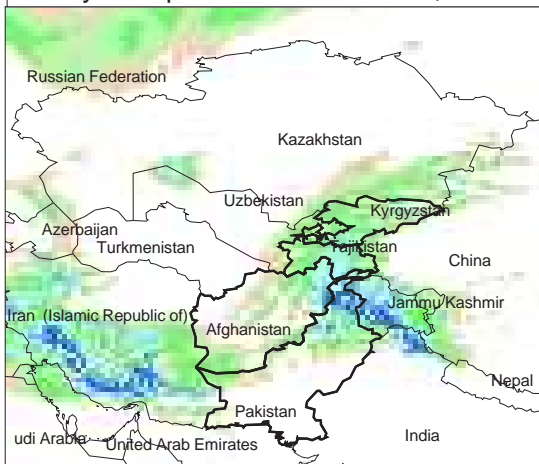 Russian Federation
Kazakhstan
Uzbekistan
Kyrgyzstan
Azerbaijan
Turkmenistan
Tajikistan
China
Iran (Islamic Republic of)
Jammu/Kashmir
Afghanistan
Nepal
Pakistan
udi Arabia
United Arab Emirates
India